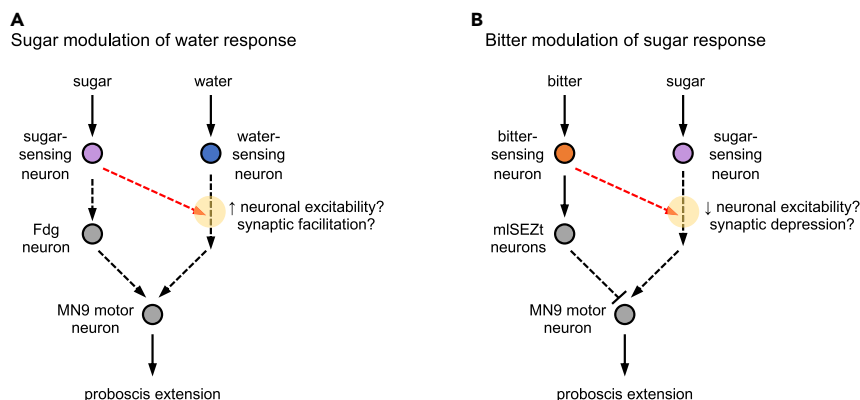 A
Sugar modulation of water response
sugar
water
sugar-
sensing
neuron
water-
sensing
neuron
↑ neuronal excitability?
synaptic facilitation?
Fdg
neuron
MN9 motor
neuron
proboscis extension
B
Bitter modulation of sugar response
bitter
sugar
bitter-
sensing
neuron
sugar-
sensing
neuron
↓ neuronal excitability?
synaptic depression?
mlSEZt
neurons
MN9 motor
neuron
proboscis extension